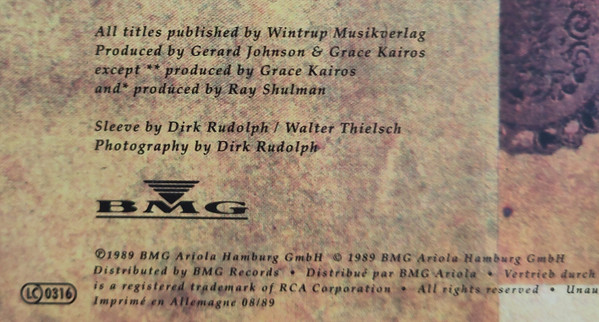 All titles published by Wintrup Musikverlag
Produced by Gerard Johnson & Grace Kairos
except ** produced by Grace Kairos
and* produced by Ray Shulman
Sleeve by Dirk Rudolph / Walter Thielsch
Photography by Dirk Rudolph
BMG
℗1989 BMG Ariola Hamburg GmbH © 1989 BMG Ariola Hamburg GmbH
Distributed by BMG Records • Distribué par BMG Ariola • Vertrieb durch
LC 0316 is a registered trademark of RCA Corporation • All rights reserved • Unau
Imprimé en Allemagne 08/89